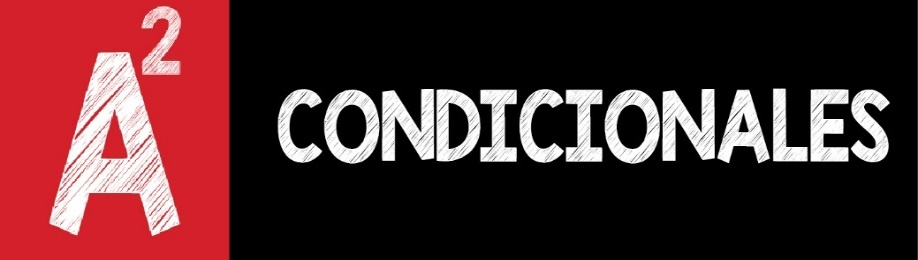 A²
CONDICIONALES